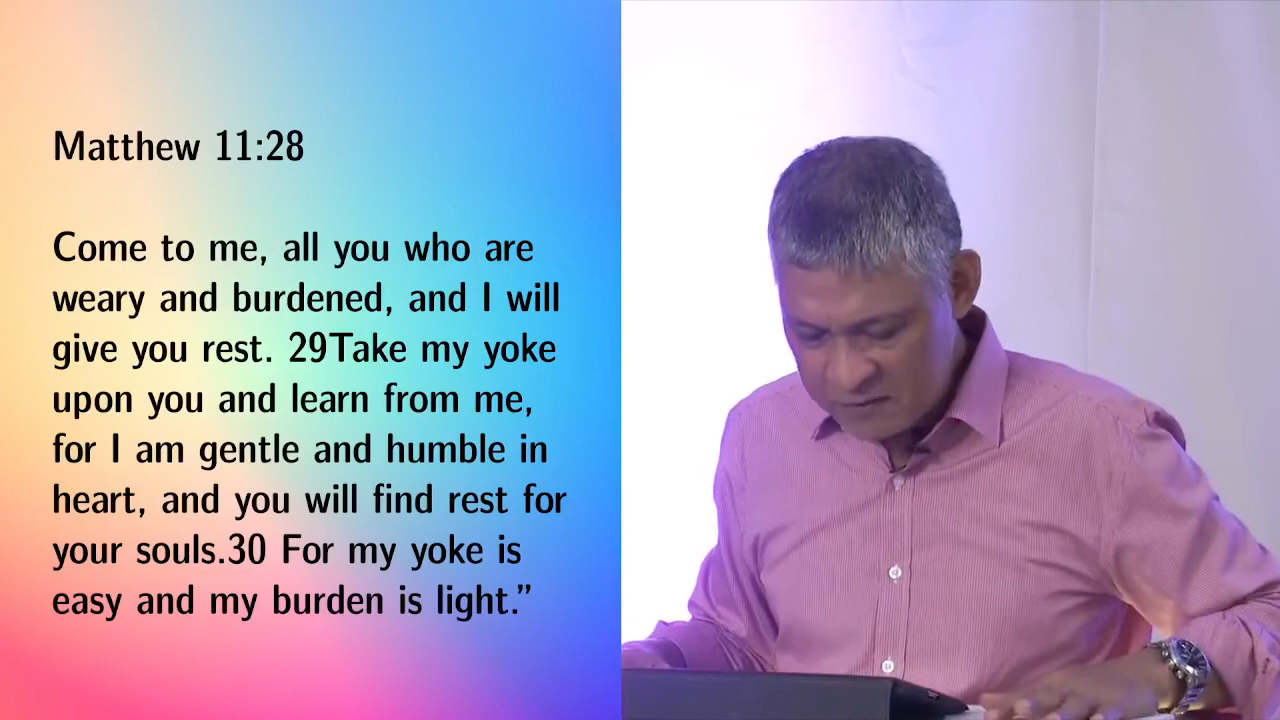 Matthew 11:28
Come to me, all you who are
weary and burdened, and I will
give you rest. 29Take my yoke
upon you and learn from me,
for I am gentle and humble in
heart, and you will find rest for
your souls.30 For my yoke is
easy and my burden is light.”